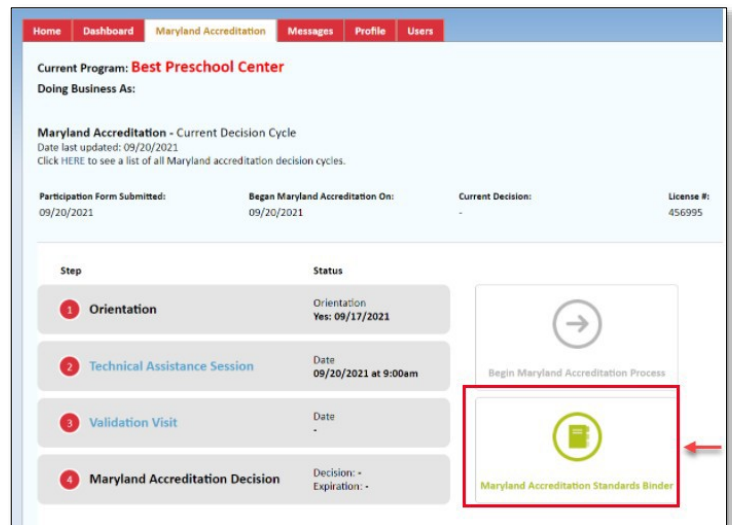 Home Dashboard Maryland Accreditation Messages Profile Users
Current Program: Best Preschool Center
Doing Business As:
Maryland Accreditation - Current Decision Cycle
Date last updated: 09/20/2021
Click HERE to see a list of all Maryland accreditation decision cycles.
Participation Form Submitted: Began Maryland Accreditation On: Current Decision: License #:
09/20/2021 09/20/2021 - 456995
Step Status
1 Orientation
Orientation
Yes: 09/17/2021
2 Technical Assistance Session
Date
09/20/2021 at 9:00am
Begin Maryland Accreditation Process
3 Validation Visit
Date
-
4 Maryland Accreditation Decision
Decision: -
Expiration: -
Maryland Accreditation Standards Binder